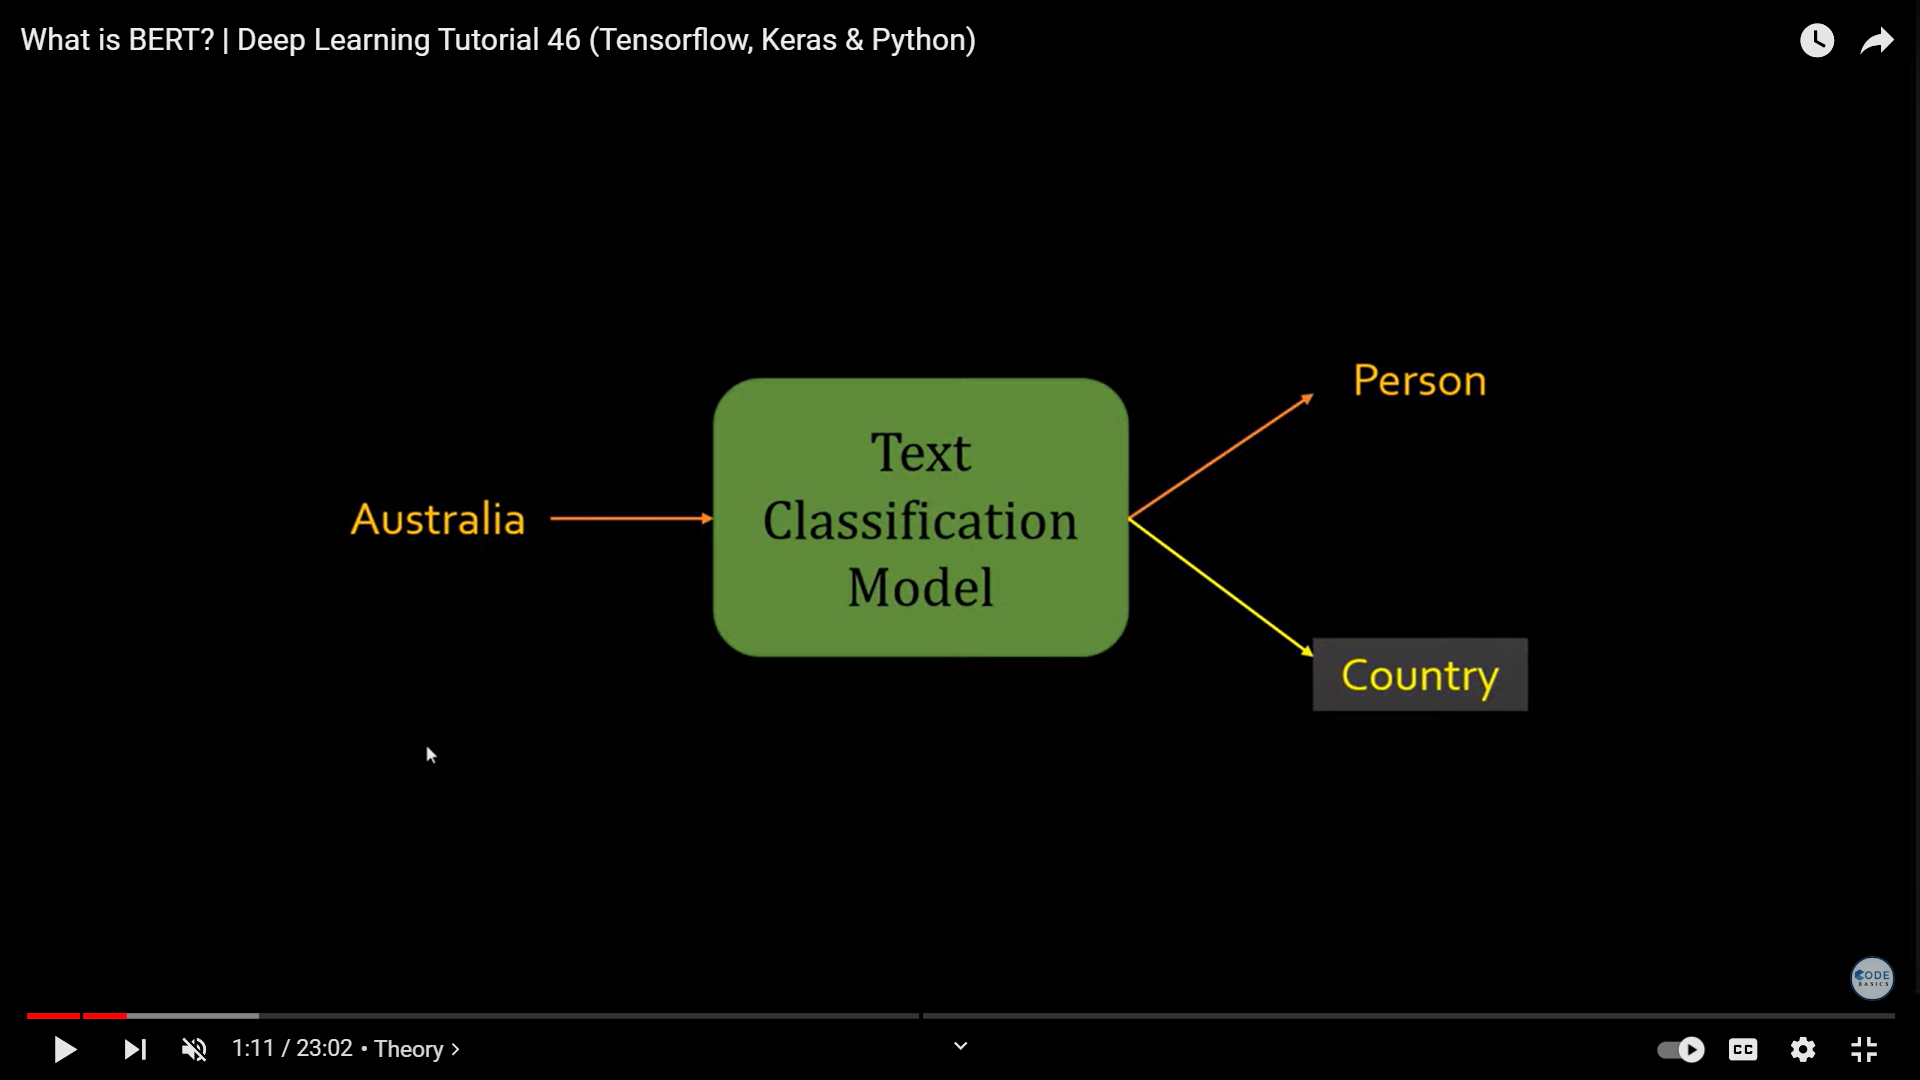 What is BERT? | Deep Learning Tutorial 46 (Tensorflow, Keras & Python)
Person
Text
Classification
Model
Australia
Country
CODE
BASICS
1:11 / 23:02 • Theory >
CC